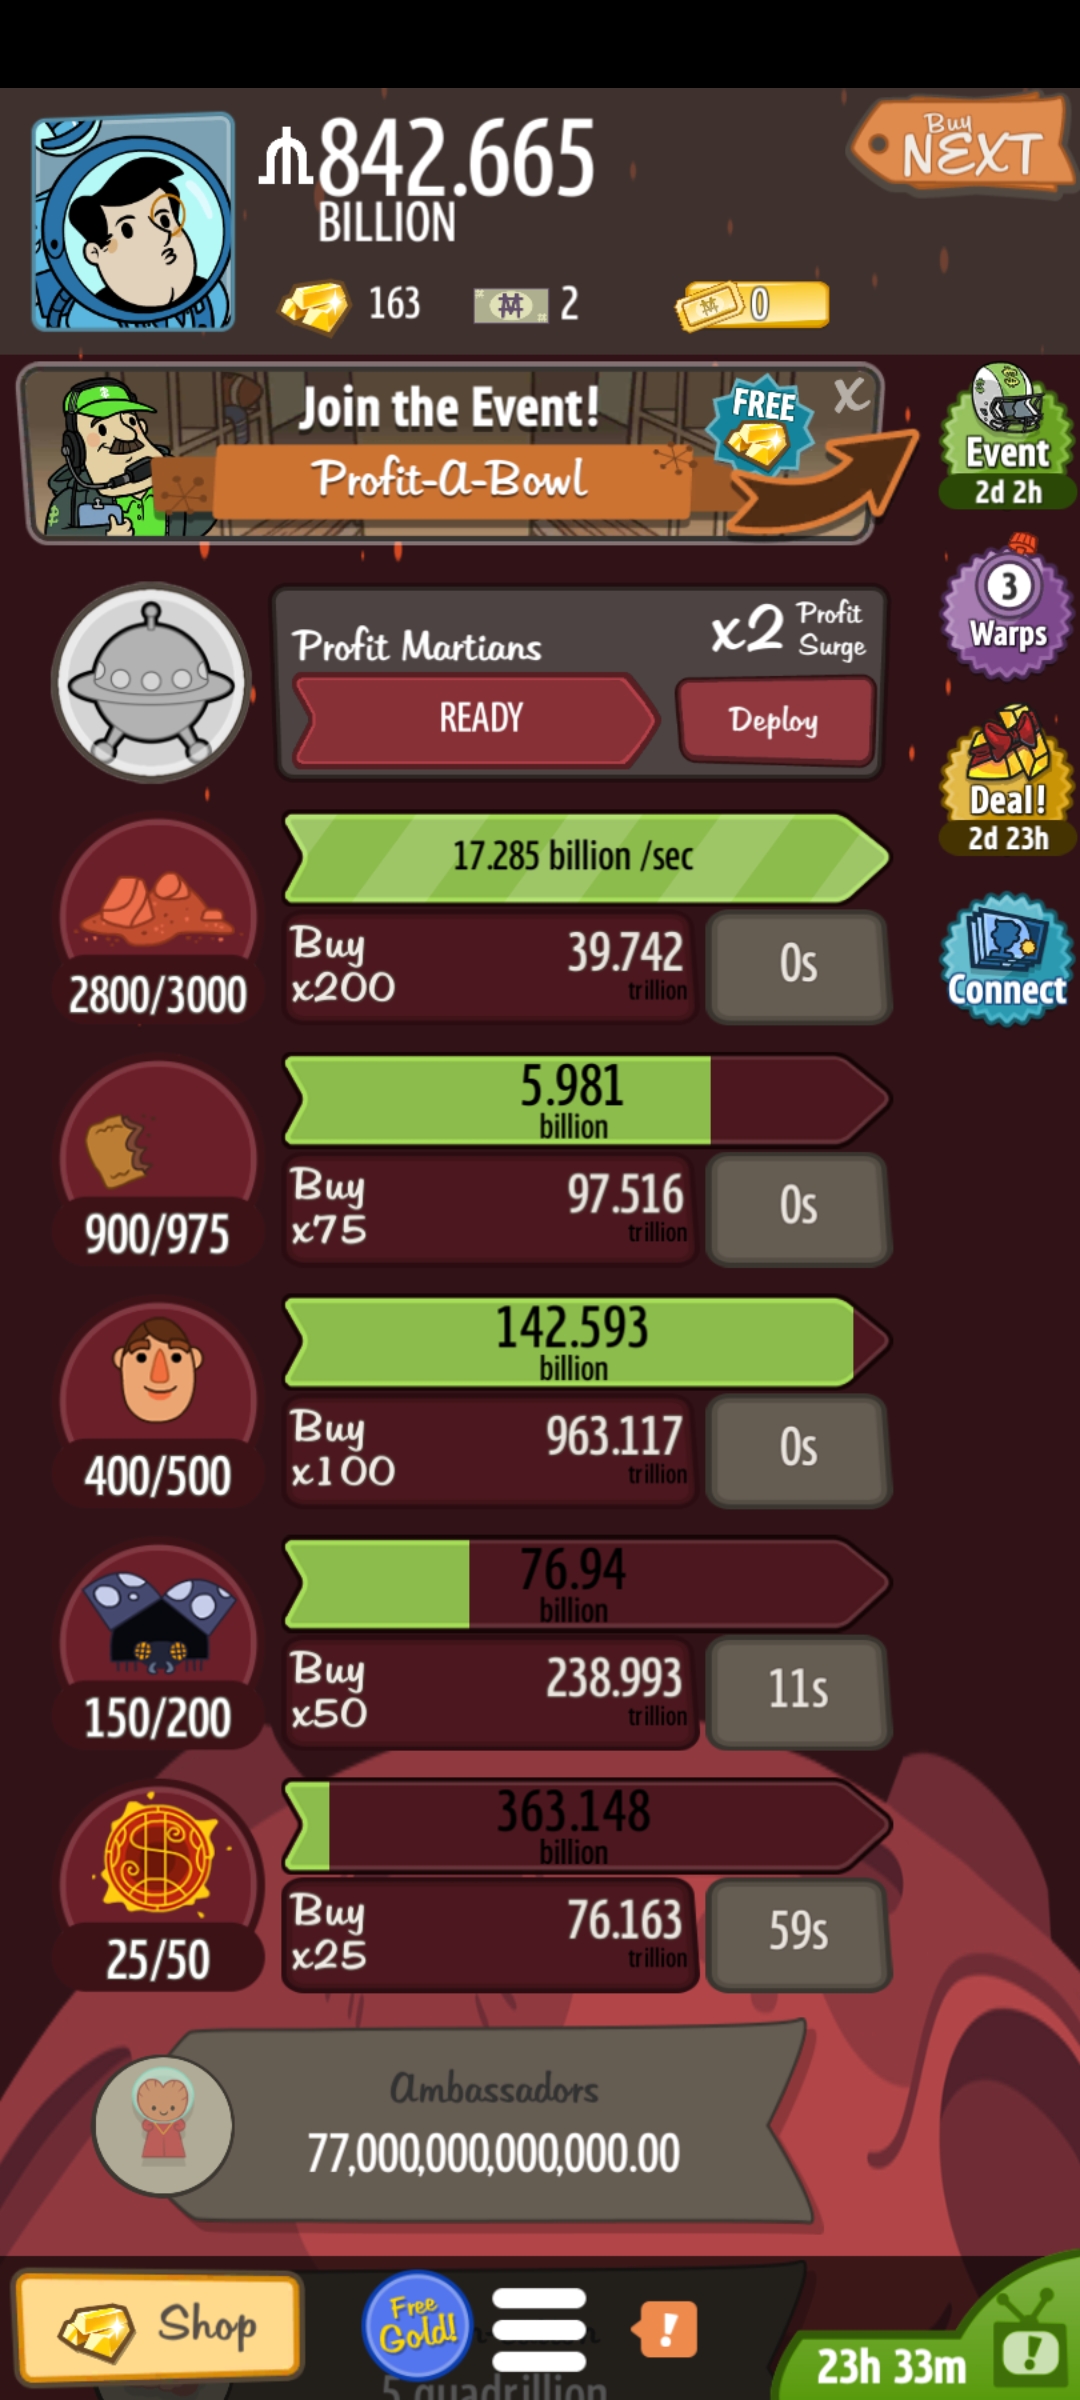 842.665
BILLION
Buy
NEXT
163
2
0
Join the Event!
Profit-A-Bowl
FREE
X
Event
2d 2h
3
Warps
Profit Martians
x2 Profit
Surge
READY
Deploy
Deal!
2d 23h
17.285 billion /sec
Buy
x200
39.742
trillion
0s
2800/3000
Connect
5.981
billion
Buy
x75
97.516
trillion
0s
900/975
142.593
billion
Buy
x100
963.117
trillion
0s
400/500
76.94
billion
Buy
x50
238.993
trillion
11s
150/200
363.148
billion
Buy
x25
76.163
trillion
59s
25/50
Ambassadors
77,000,000,000,000.00
Shop
Free
Gold!
!
23h 33m
!
5 quadrillion